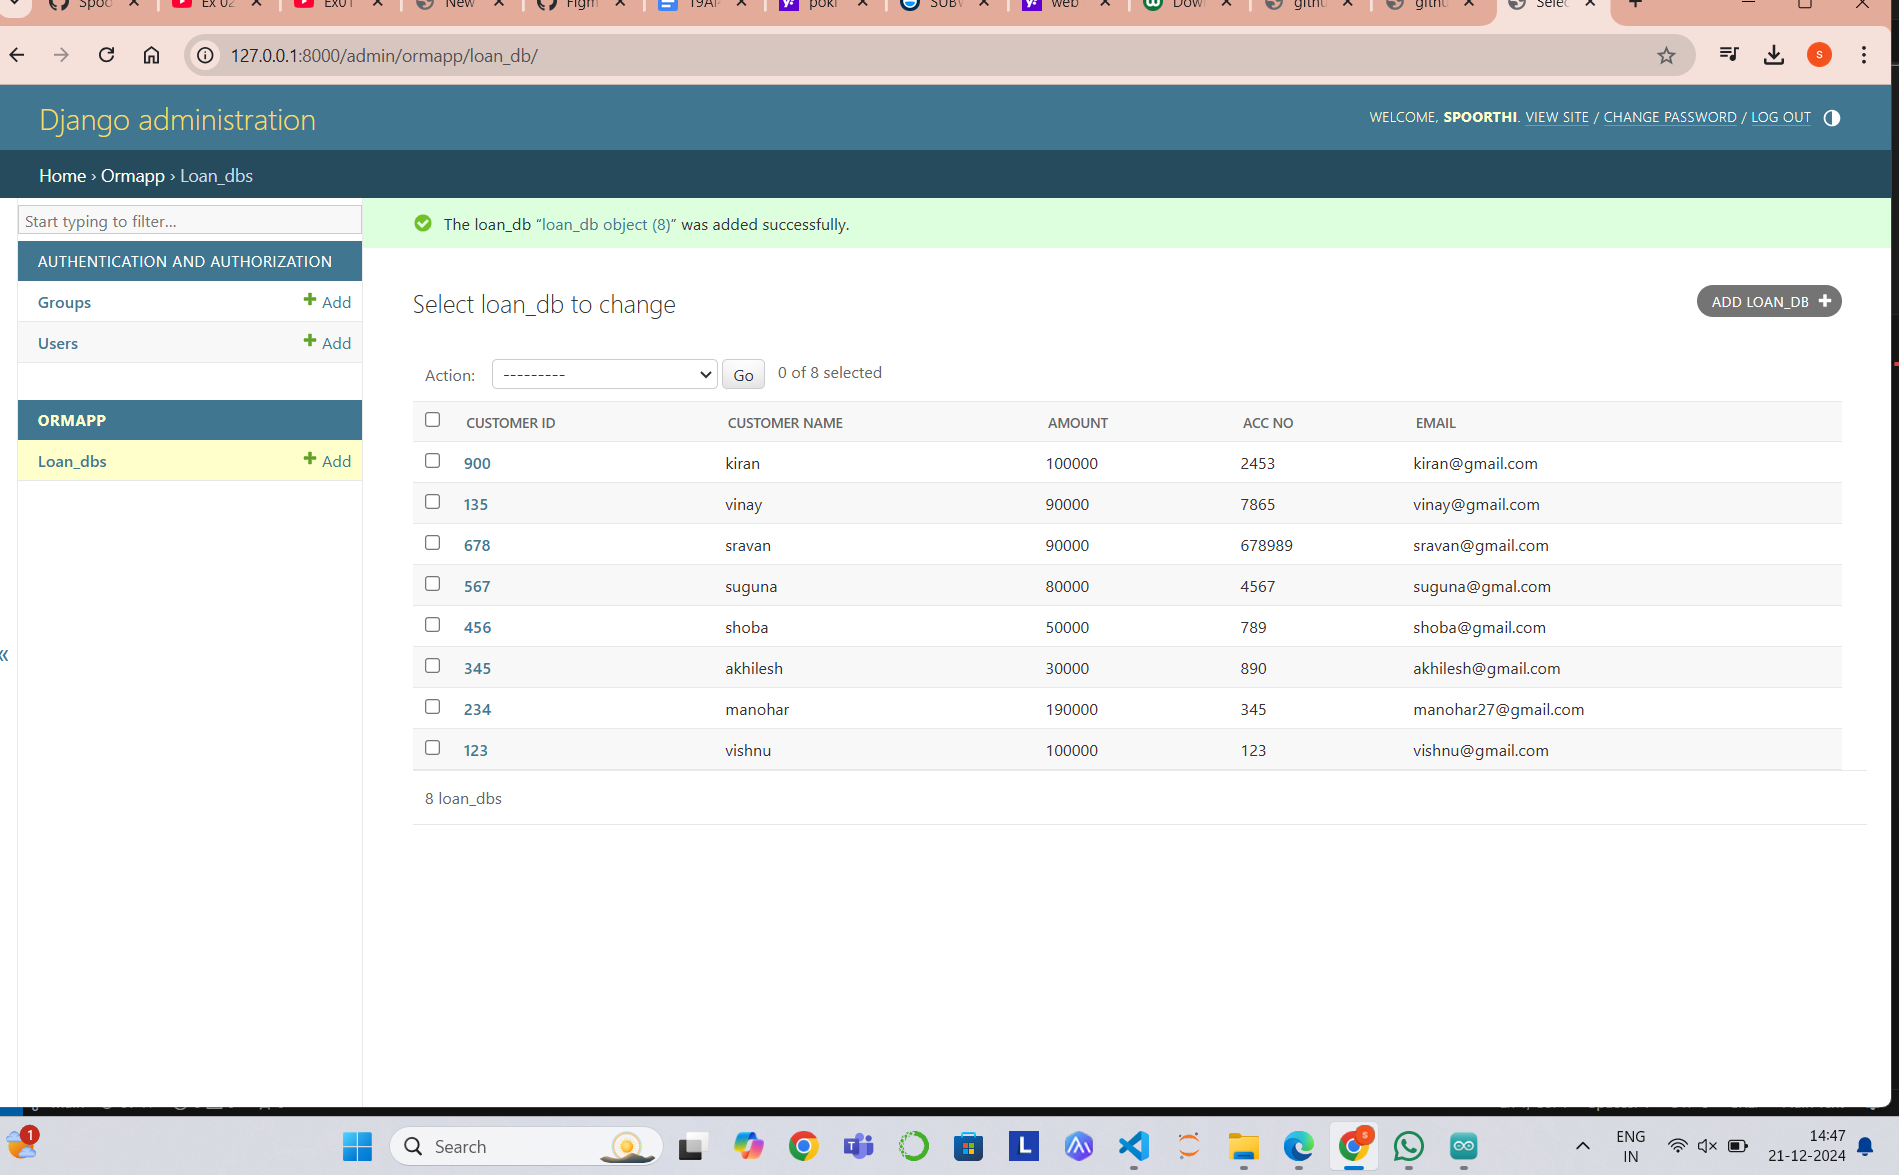 Spoo
Ex 02
Ex01
New
Figm
19AI
poki
SUBV
web
Dow
githu
githu
Selec
127.0.0.1:8000/admin/ormapp/loan_db/
S
Django administration
WELCOME, SPOORTHI. VIEW SITE / CHANGE PASSWORD / LOG OUT
Home › Ormapp › Loan_dbs
Start typing to filter...
The loan_db “loan_db object (8)” was added successfully.
AUTHENTICATION AND AUTHORIZATION
Groups + Add
Users + Add
ORMAPP
Loan_dbs + Add
«
Select loan_db to change
ADD LOAN_DB +
Action: --------- Go 0 of 8 selected
CUSTOMER ID CUSTOMER NAME AMOUNT ACC NO EMAIL
900 kiran 100000 2453 kiran@gmail.com
135 vinay 90000 7865 vinay@gmail.com
678 sravan 90000 678989 sravan@gmail.com
567 suguna 80000 4567 suguna@gmal.com
456 shoba 50000 789 shoba@gmail.com
345 akhilesh 30000 890 akhilesh@gmail.com
234 manohar 190000 345 manohar27@gmail.com
123 vishnu 100000 123 vishnu@gmail.com
8 loan_dbs
1
Search
L
S
ENG
IN
14:47
21-12-2024